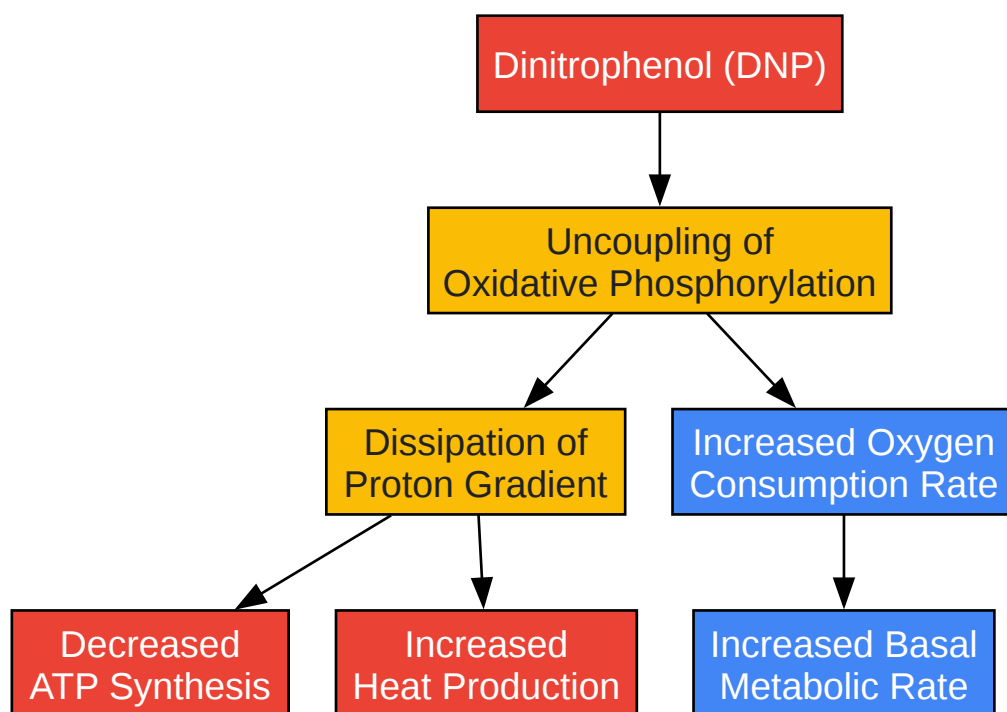 Dinitrophenol (DNP)
Uncoupling of
Oxidative Phosphorylation
Dissipation of
Proton Gradient
Increased Oxygen
Consumption Rate
Decreased
ATP Synthesis
Increased
Heat Production
Increased Basal
Metabolic Rate